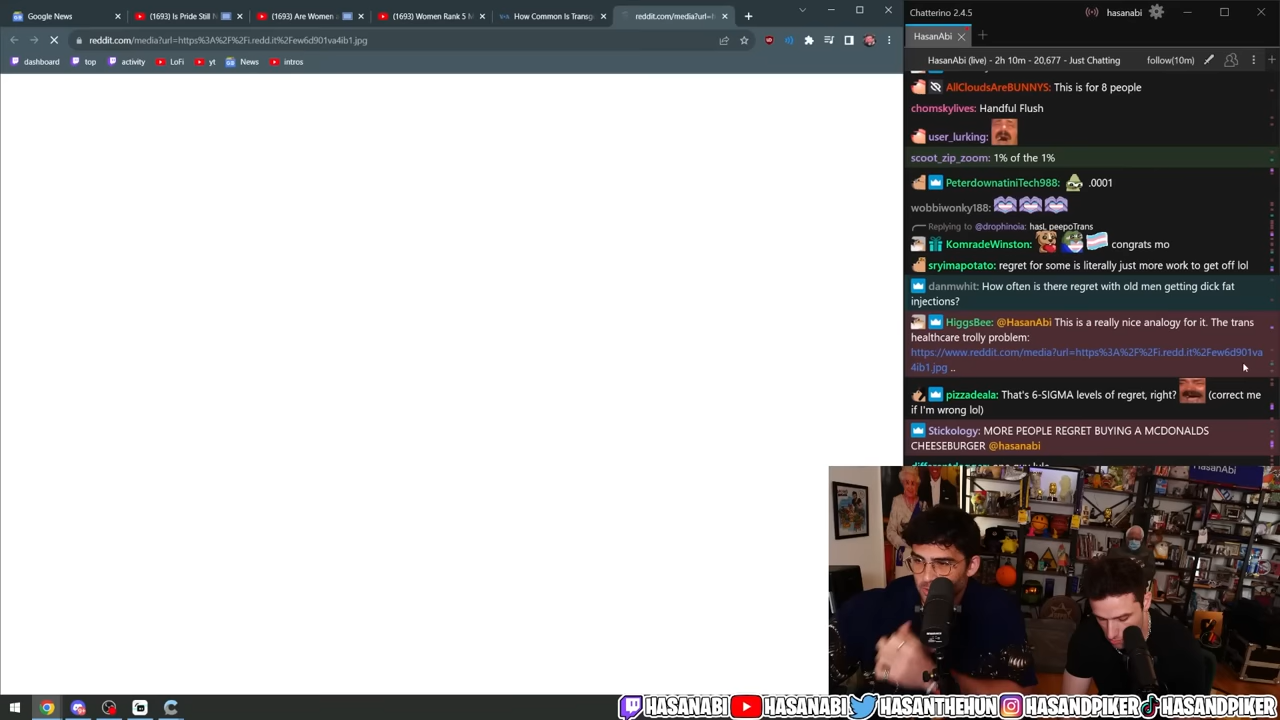 Google News
(1693) Is Pride Still N
(1693) Are Women a
(1693) Women Rank 5 M
How Common Is Transg
reddit.com/media?url=h
reddit.com/media?url=https%3A%2F%2Fi.redd.it%2Few6d901va4ib1.jpg
dashboard
top
activity
LoFi
yt
News
intros
Chatterino 2.4.5
hasanabi
HasanAbi
HasanAbi (live) - 2h 10m - 20,677 - Just Chatting
follow(10m)
AllCloudsAreBUNNYS: This is for 8 people
chomskylives: Handful Flush
user_lurking:
scoot_zip_zoom: 1% of the 1%
PeterdownatiniTech988: .0001
wobbiwonky188:
Replying to @drophinoia: hasL peepoTrans
KomradeWinston: congrats mo
sryimapotato: regret for some is literally just more work to get off lol
danmwhit: How often is there regret with old men getting dick fat
injections?
HiggsBee: @HasanAbi This is a really nice analogy for it. The trans
healthcare trolly problem:
https://www.reddit.com/media?url=https%3A%2F%2Fi.redd.it%2Few6d901va
4ib1.jpg ..
pizzadeala: That's 6-SIGMA levels of regret, right? (correct me
if I'm wrong lol)
Stickology: MORE PEOPLE REGRET BUYING A MCDONALDS
CHEESEBURGER @hasanabi
HasanAbi
HASANABI
HASANABI
HASANTHEHUN
HASANDPIKER
HASANDPIKER